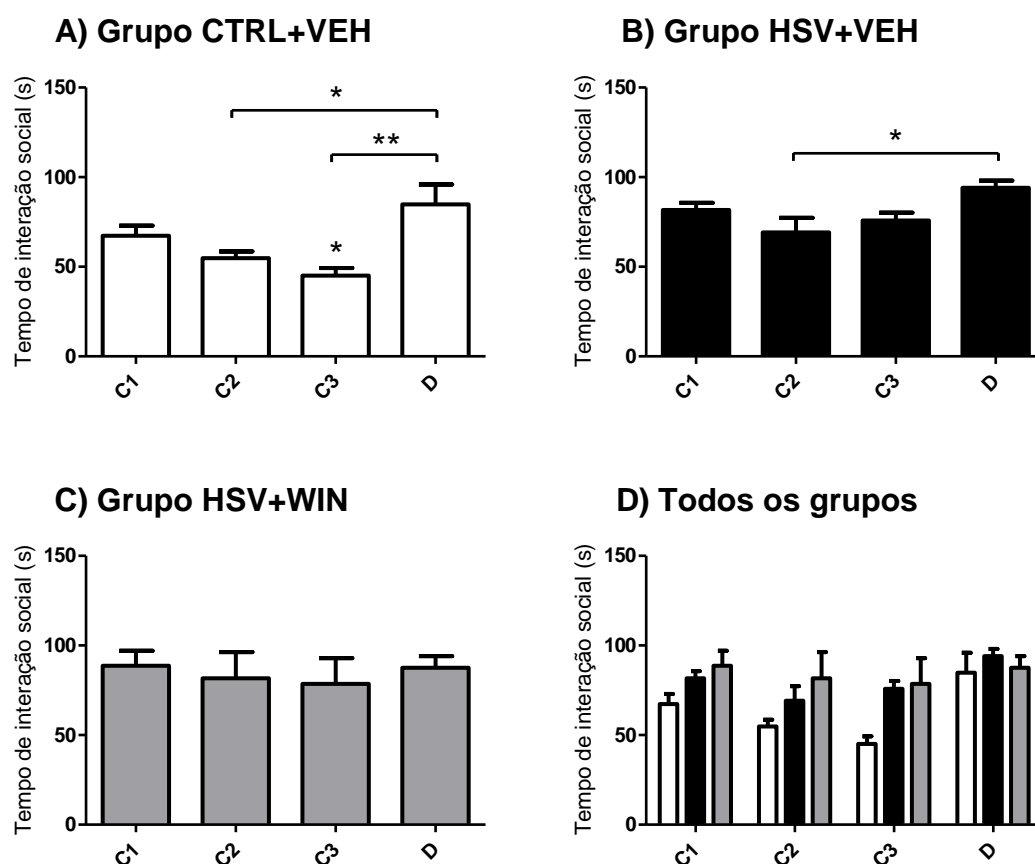 A) Grupo CTRL+VEH
Tempo de interação social (s)
150
100
50
0
*
**
*
C1
C2
C3
D
B) Grupo HSV+VEH
Tempo de interação social (s)
150
100
50
0
*
C1
C2
C3
D
C) Grupo HSV+WIN
Tempo de interação social (s)
150
100
50
0
C1
C2
C3
D
D) Todos os grupos
Tempo de interação social (s)
150
100
50
0
C1
C2
C3
D